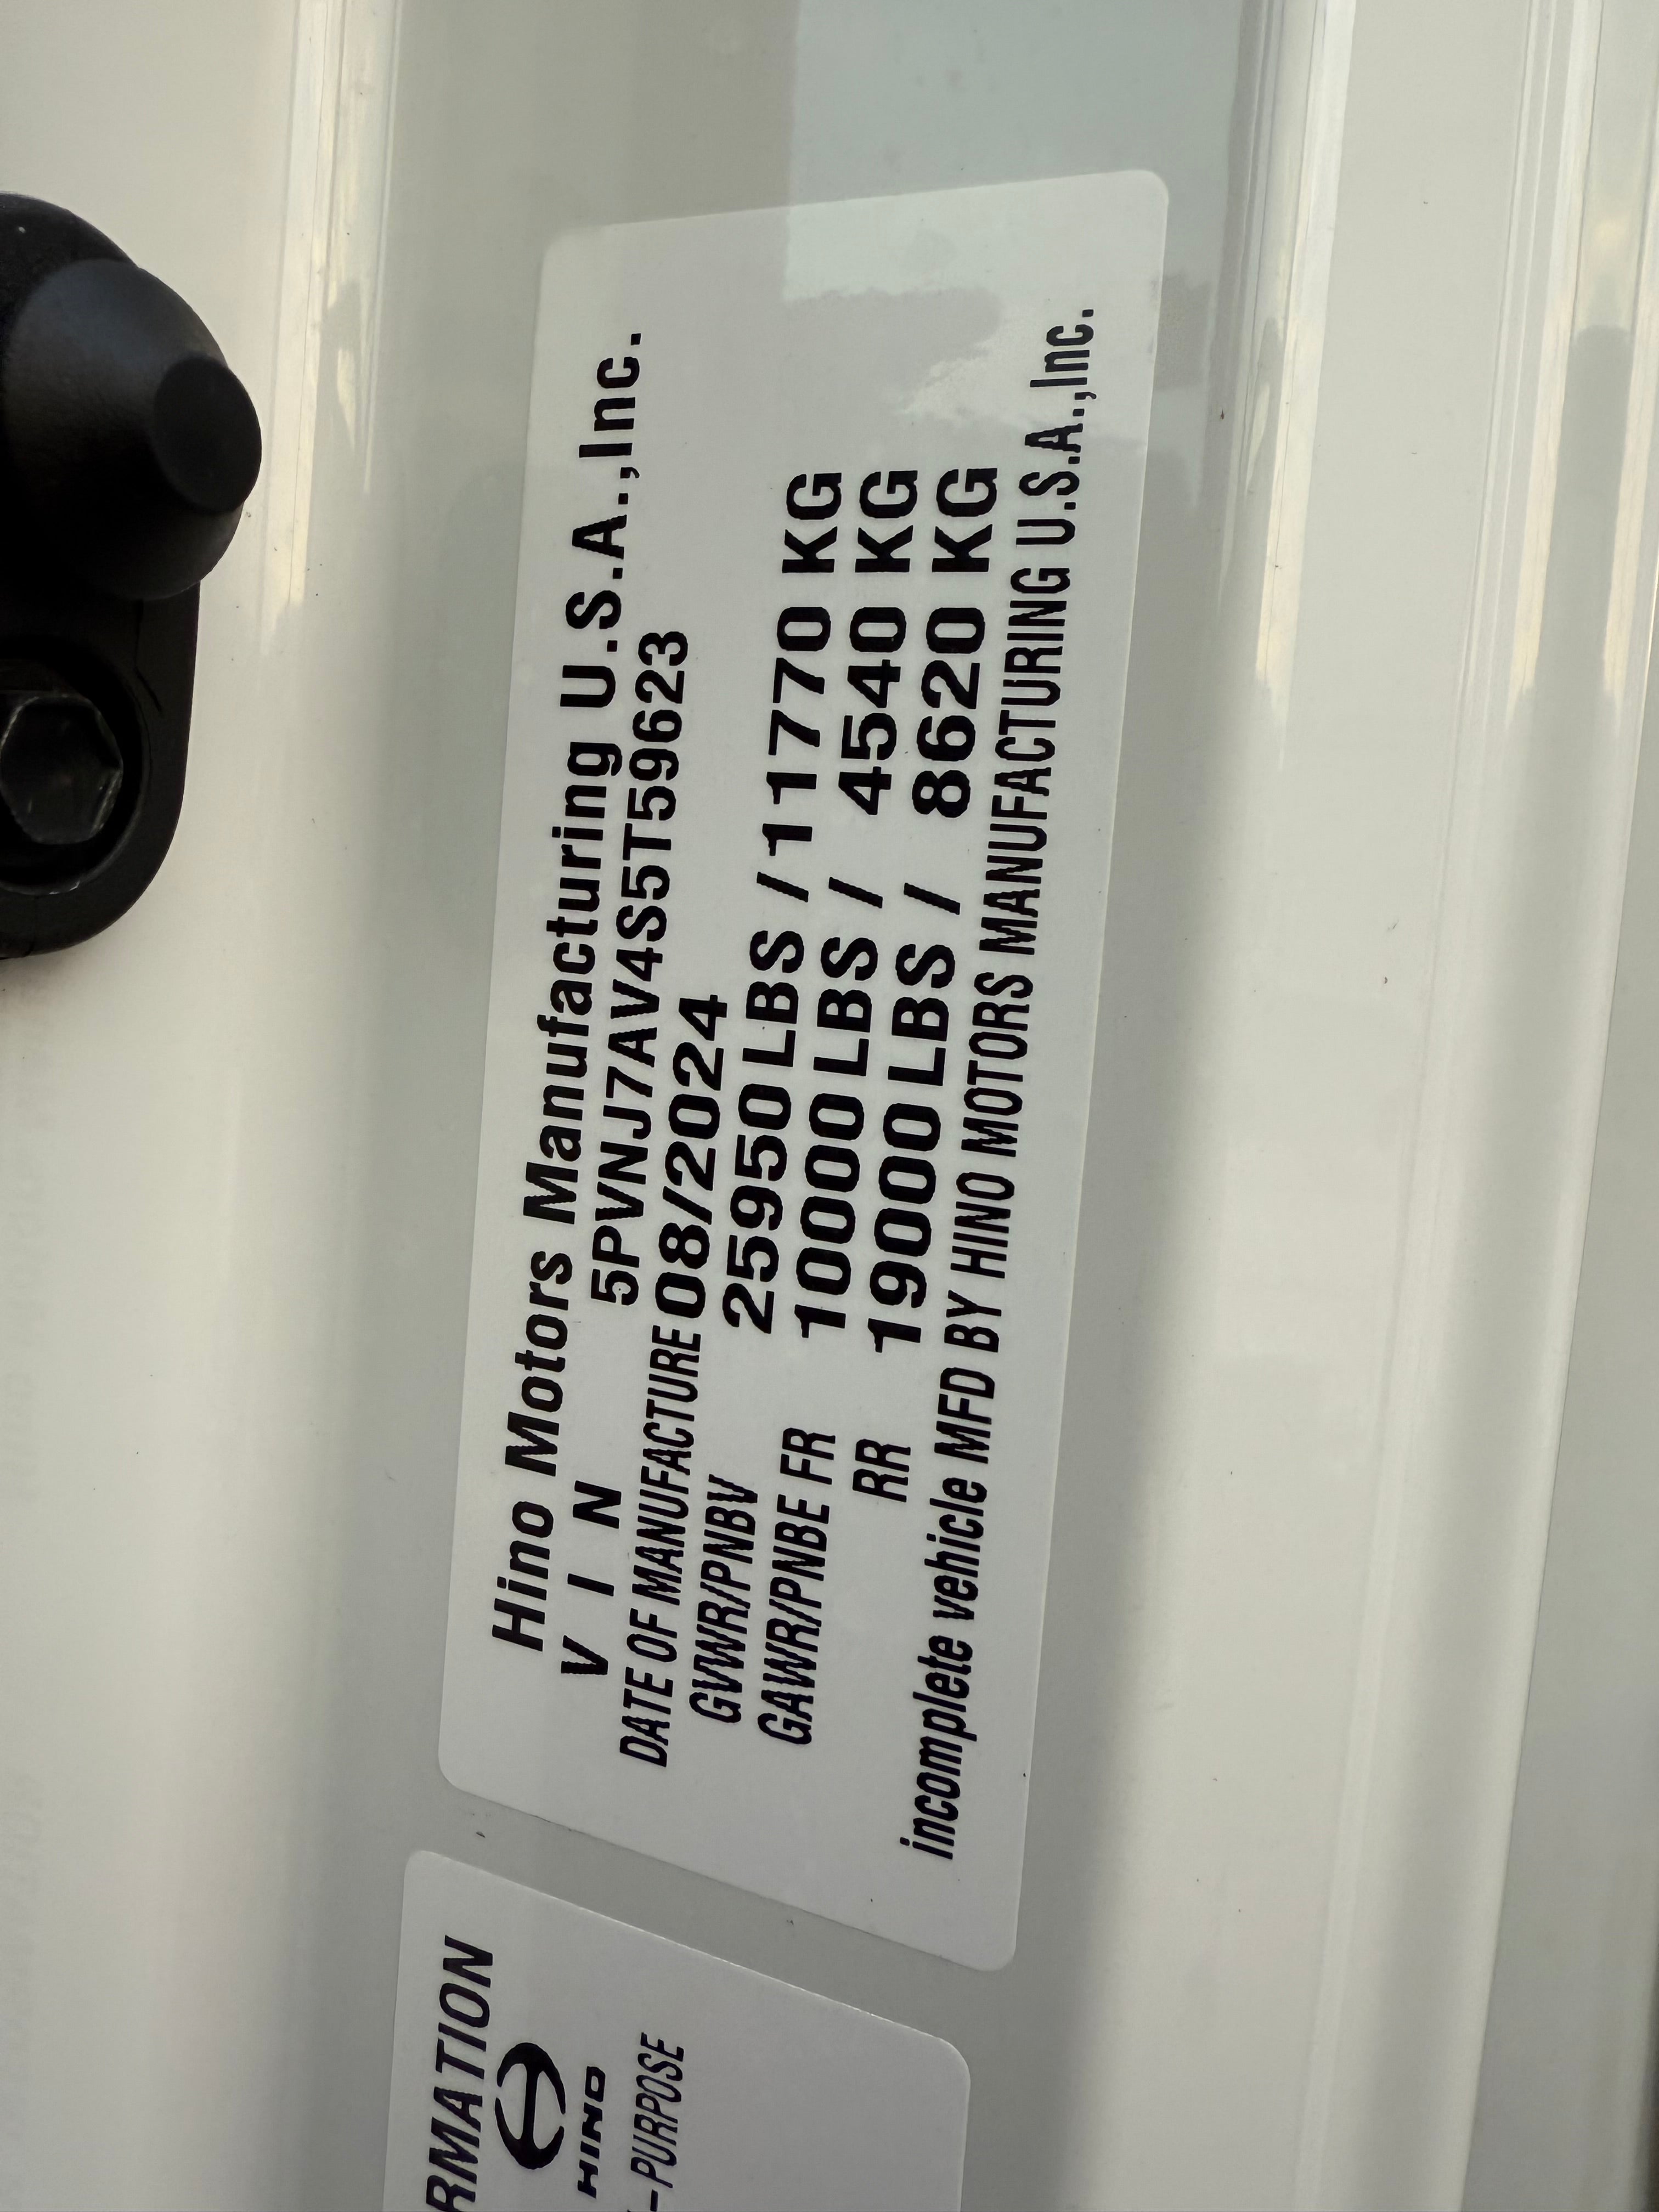 Hino Motors Manufacturing U.S.A.,Inc.
V I N 5PVNJ7AV4S5T59623
DATE OF MANUFACTURE 08/2024
GVWR/PNBV 25950 LBS / 11770 KG
GAWR/PNBE FR 10000 LBS / 4540 KG
RR 19000 LBS / 8620 KG
incomplete vehicle MFD BY HINO MOTORS MANUFACTURING U.S.A.,Inc.
RMATION
HINO
-PURPOSE